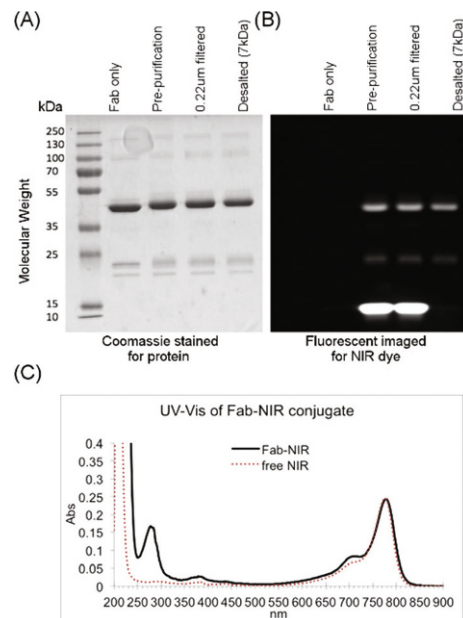 (A)
(B)
Fab only
Pre-purification
0.22um filtered
Desalted (7kDa)
Fab only
Pre-purification
0.22um filtered
Desalted (7kDa)
kDa
250
130
100
70
55
35
25
15
10
Molecular Weight
Coomassie stained
for protein
Fluorescent imaged
for NIR dye
(C)
UV-Vis of Fab-NIR conjugate
Fab-NIR
free NIR
0.4
0.35
0.3
0.25
0.2
0.15
0.1
0.05
0
Abs
200 250 300 350 400 450 500 550 600 650 700 750 800 850 900
nm